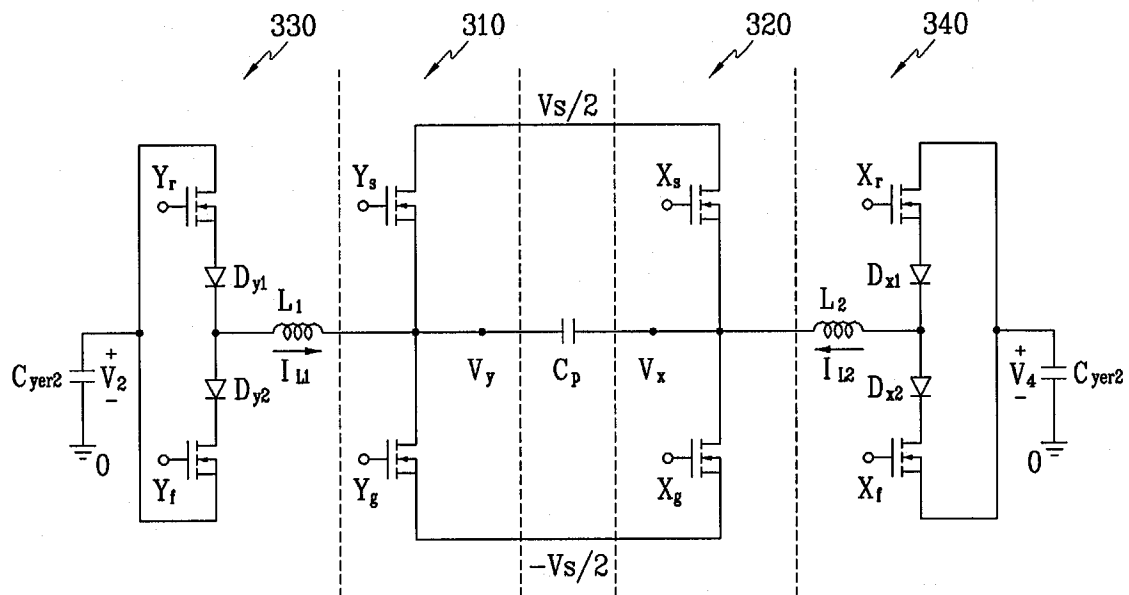 330
310
320
340
Vs/2
Yr
Ys
Xs
Xr
Dy1
L1
L2
Dx1
Cyer2
+
V2
-
IL1
Vy
Cp
Vx
IL2
+
V4
-
Cyer2
Dy2
Dx2
0
0
Yf
Yg
Xg
Xf
-Vs/2